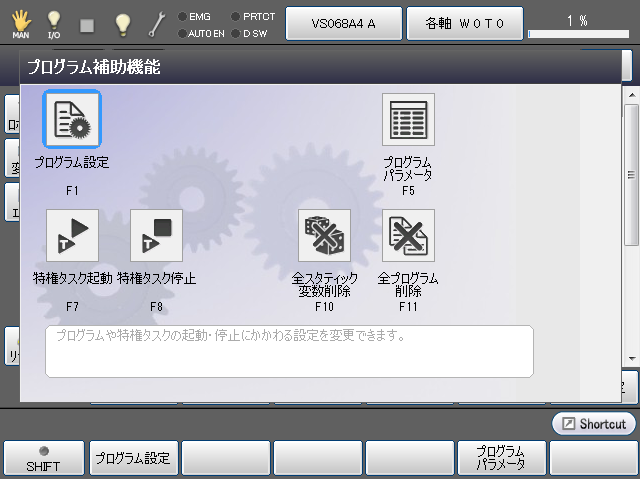 MAN
I/O
EMG
AUTO EN
PRTCT
D SW
VS068A4 A
各軸 W0T0
1 %
プログラム補助機能
プログラム設定
F1
プログラム
パラメータ
F5
特権タスク起動
F7
特権タスク停止
F8
全スタティック
変数削除
F10
全プログラム
削除
F11
プログラムや特権タスクの起動・停止にかかわる設定を変更できます。
Shortcut
SHIFT
プログラム設定
プログラム
パラメータ